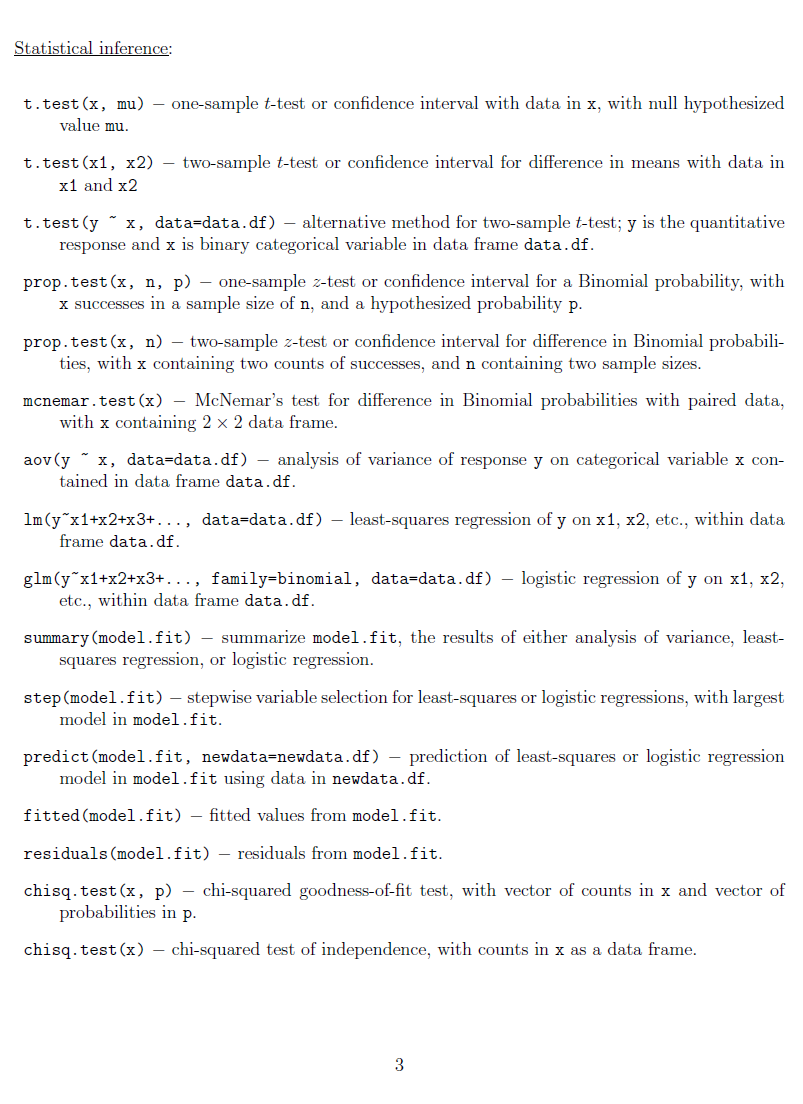 Statistical inference:
t.test(x, mu) – one-sample t-test or confidence interval with data in x, with null hypothesized
value mu.
t.test(x1, x2) – two-sample t-test or confidence interval for difference in means with data in
x1 and x2
t.test(y ~ x, data=data.df) – alternative method for two-sample t-test; y is the quantitative
response and x is binary categorical variable in data frame data.df.
prop.test(x, n, p) – one-sample z-test or confidence interval for a Binomial probability, with
x successes in a sample size of n, and a hypothesized probability p.
prop.test(x, n) – two-sample z-test or confidence interval for difference in Binomial probabili-
ties, with x containing two counts of successes, and n containing two sample sizes.
mcnemar.test(x) – McNemar's test for difference in Binomial probabilities with paired data,
with x containing 2 × 2 data frame.
aov(y ~ x, data=data.df) – analysis of variance of response y on categorical variable x con-
tained in data frame data.df.
lm(y~x1+x2+x3+..., data=data.df) – least-squares regression of y on x1, x2, etc., within data
frame data.df.
glm(y~x1+x2+x3+..., family=binomial, data=data.df) – logistic regression of y on x1, x2,
etc., within data frame data.df.
summary(model.fit) – summarize model.fit, the results of either analysis of variance, least-
squares regression, or logistic regression.
step(model.fit) – stepwise variable selection for least-squares or logistic regressions, with largest
model in model.fit.
predict(model.fit, newdata=newdata.df) – prediction of least-squares or logistic regression
model in model.fit using data in newdata.df.
fitted(model.fit) – fitted values from model.fit.
residuals(model.fit) – residuals from model.fit.
chisq.test(x, p) – chi-squared goodness-of-fit test, with vector of counts in x and vector of
probabilities in p.
chisq.test(x) – chi-squared test of independence, with counts in x as a data frame.
3